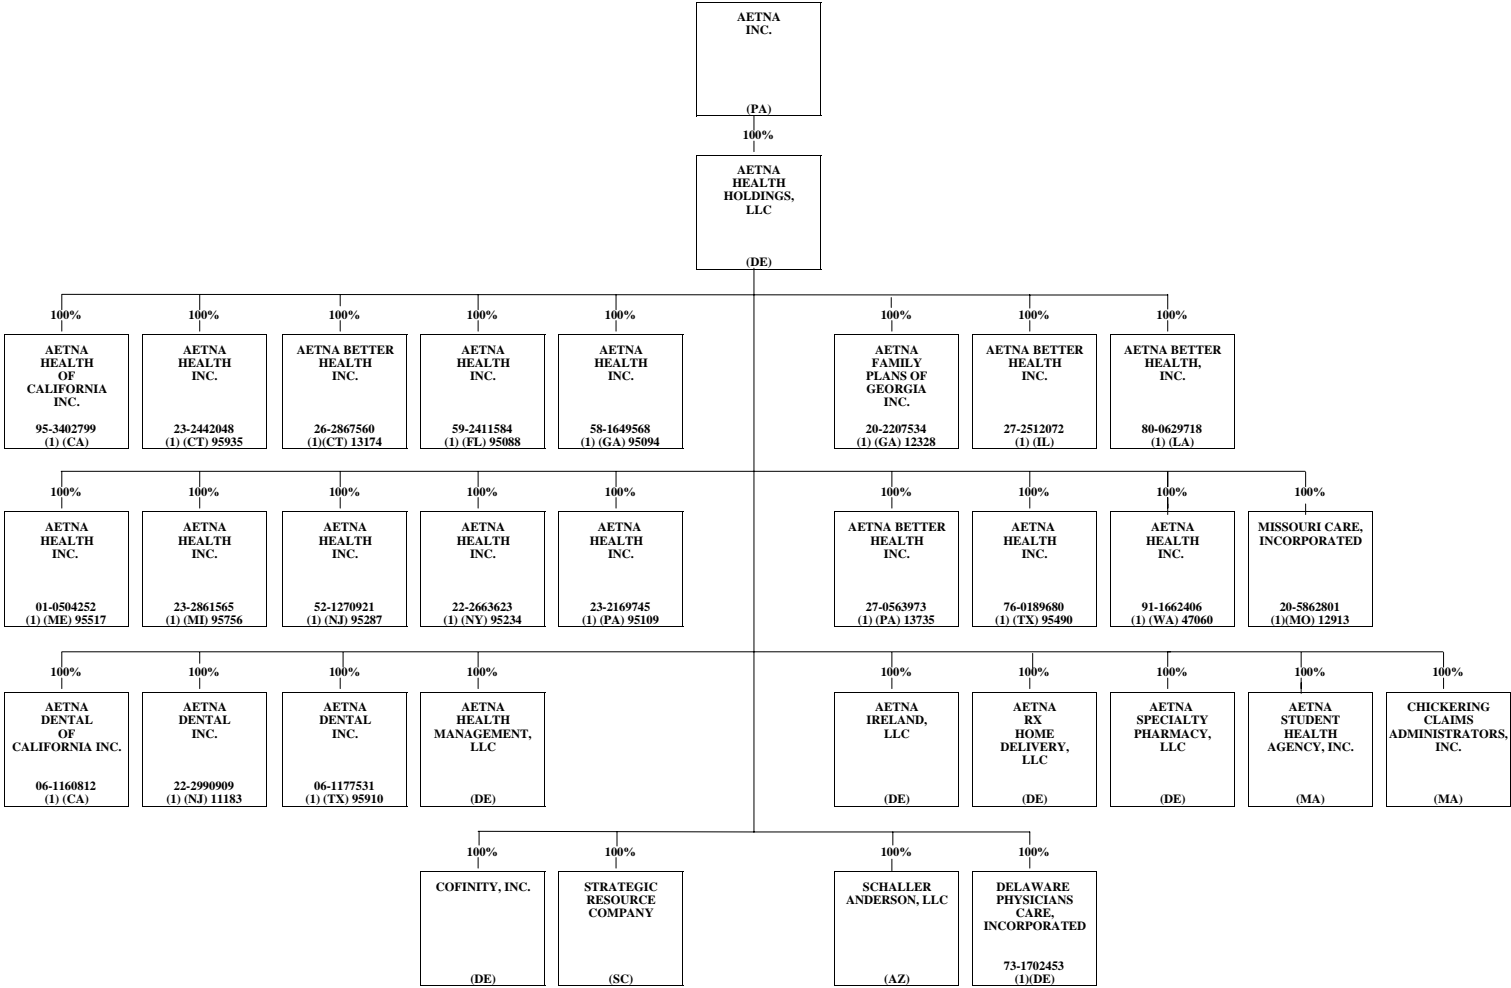 AETNA
INC.
(PA)
100%
AETNA
HEALTH
HOLDINGS,
LLC
(DE)
100%
AETNA
HEALTH
OF
CALIFORNIA
INC.
95-3402799
(1) (CA)
100%
AETNA
HEALTH
INC.
23-2442048
(1) (CT) 95935
100%
AETNA BETTER
HEALTH
INC.
26-2867560
(1)(CT) 13174
100%
AETNA
HEALTH
INC.
59-2411584
(1) (FL) 95088
100%
AETNA
HEALTH
INC.
58-1649568
(1) (GA) 95094
100%
AETNA
FAMILY
PLANS OF
GEORGIA
INC.
20-2207534
(1) (GA) 12328
100%
AETNA BETTER
HEALTH
INC.
27-2512072
(1) (IL)
100%
AETNA BETTER
HEALTH,
INC.
80-0629718
(1) (LA)
100%
AETNA
HEALTH
INC.
01-0504252
(1) (ME) 95517
100%
AETNA
HEALTH
INC.
23-2861565
(1) (MI) 95756
100%
AETNA
HEALTH
INC.
52-1270921
(1) (NJ) 95287
100%
AETNA
HEALTH
INC.
22-2663623
(1) (NY) 95234
100%
AETNA
HEALTH
INC.
23-2169745
(1) (PA) 95109
100%
AETNA BETTER
HEALTH
INC.
27-0563973
(1) (PA) 13735
100%
AETNA
HEALTH
INC.
76-0189680
(1) (TX) 95490
100%
AETNA
HEALTH
INC.
91-1662406
(1) (WA) 47060
100%
MISSOURI CARE,
INCORPORATED
20-5862801
(1)(MO) 12913
100%
AETNA
DENTAL
OF
CALIFORNIA INC.
06-1160812
(1) (CA)
100%
AETNA
DENTAL
INC.
22-2990909
(1) (NJ) 11183
100%
AETNA
DENTAL
INC.
06-1177531
(1) (TX) 95910
100%
AETNA
HEALTH
MANAGEMENT,
LLC
(DE)
100%
AETNA
IRELAND,
LLC
(DE)
100%
AETNA
RX
HOME
DELIVERY,
LLC
(DE)
100%
AETNA
SPECIALTY
PHARMACY,
LLC
(DE)
100%
AETNA
STUDENT
HEALTH
AGENCY, INC.
(MA)
100%
CHICKERING
CLAIMS
ADMINISTRATORS,
INC.
(MA)
100%
COFINITY, INC.
(DE)
100%
STRATEGIC
RESOURCE
COMPANY
(SC)
100%
SCHALLER
ANDERSON, LLC
(AZ)
100%
DELAWARE
PHYSICIANS
CARE,
INCORPORATED
73-1702453
(1)(DE)